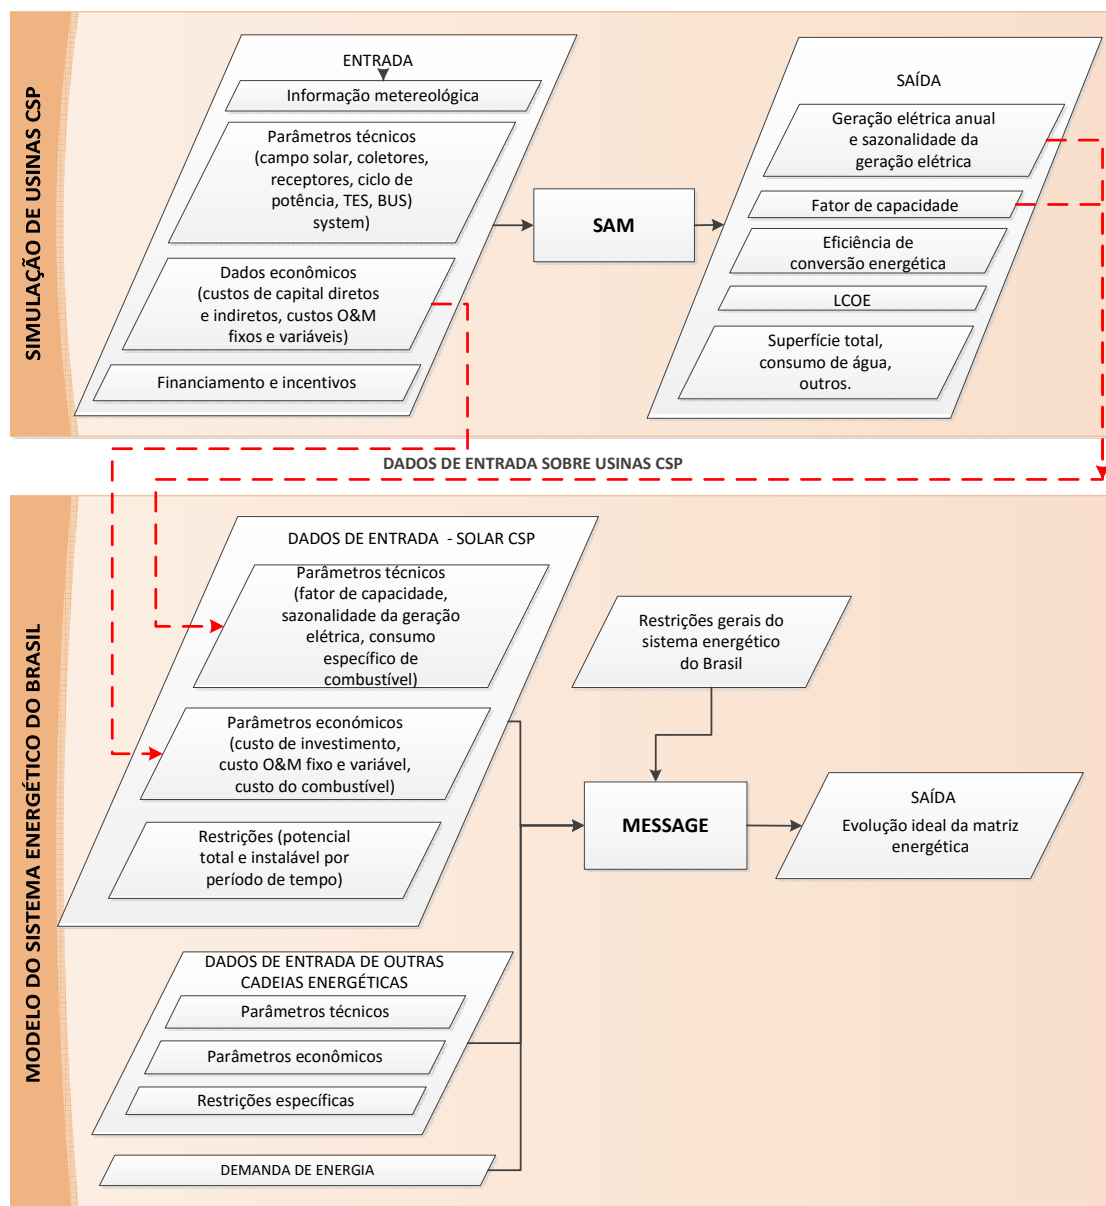 SIMULAÇÃO DE USINAS CSP
ENTRADA
Informação metereológica
Parâmetros técnicos
(campo solar, coletores,
receptores, ciclo de
potência, TES, BUS)
system)
Dados econômicos
(custos de capital diretos
e indiretos, custos O&M
fixos e variáveis)
Financiamento e incentivos
SAM
SAÍDA
Geração elétrica anual
e sazonalidade da
geração elétrica
Fator de capacidade
Eficiência de
conversão energética
LCOE
Superfície total,
consumo de água,
outros.
DADOS DE ENTRADA SOBRE USINAS CSP
MODELO DO SISTEMA ENERGÉTICO DO BRASIL
DADOS DE ENTRADA - SOLAR CSP
Parâmetros técnicos
(fator de capacidade,
sazonalidade da geração
elétrica, consumo
específico de
combustível)
Parâmetros económicos
(custo de investimento,
custo O&M fixo e variável,
custo do combustível)
Restrições (potencial
total e instalável por
período de tempo)
Restrições gerais do
sistema energético
do Brasil
MESSAGE
SAÍDA
Evolução ideal da matriz
energética
DADOS DE ENTRADA DE OUTRAS
CADEIAS ENERGÉTICAS
Parâmetros técnicos
Parâmetros econômicos
Restrições específicas
DEMANDA DE ENERGIA